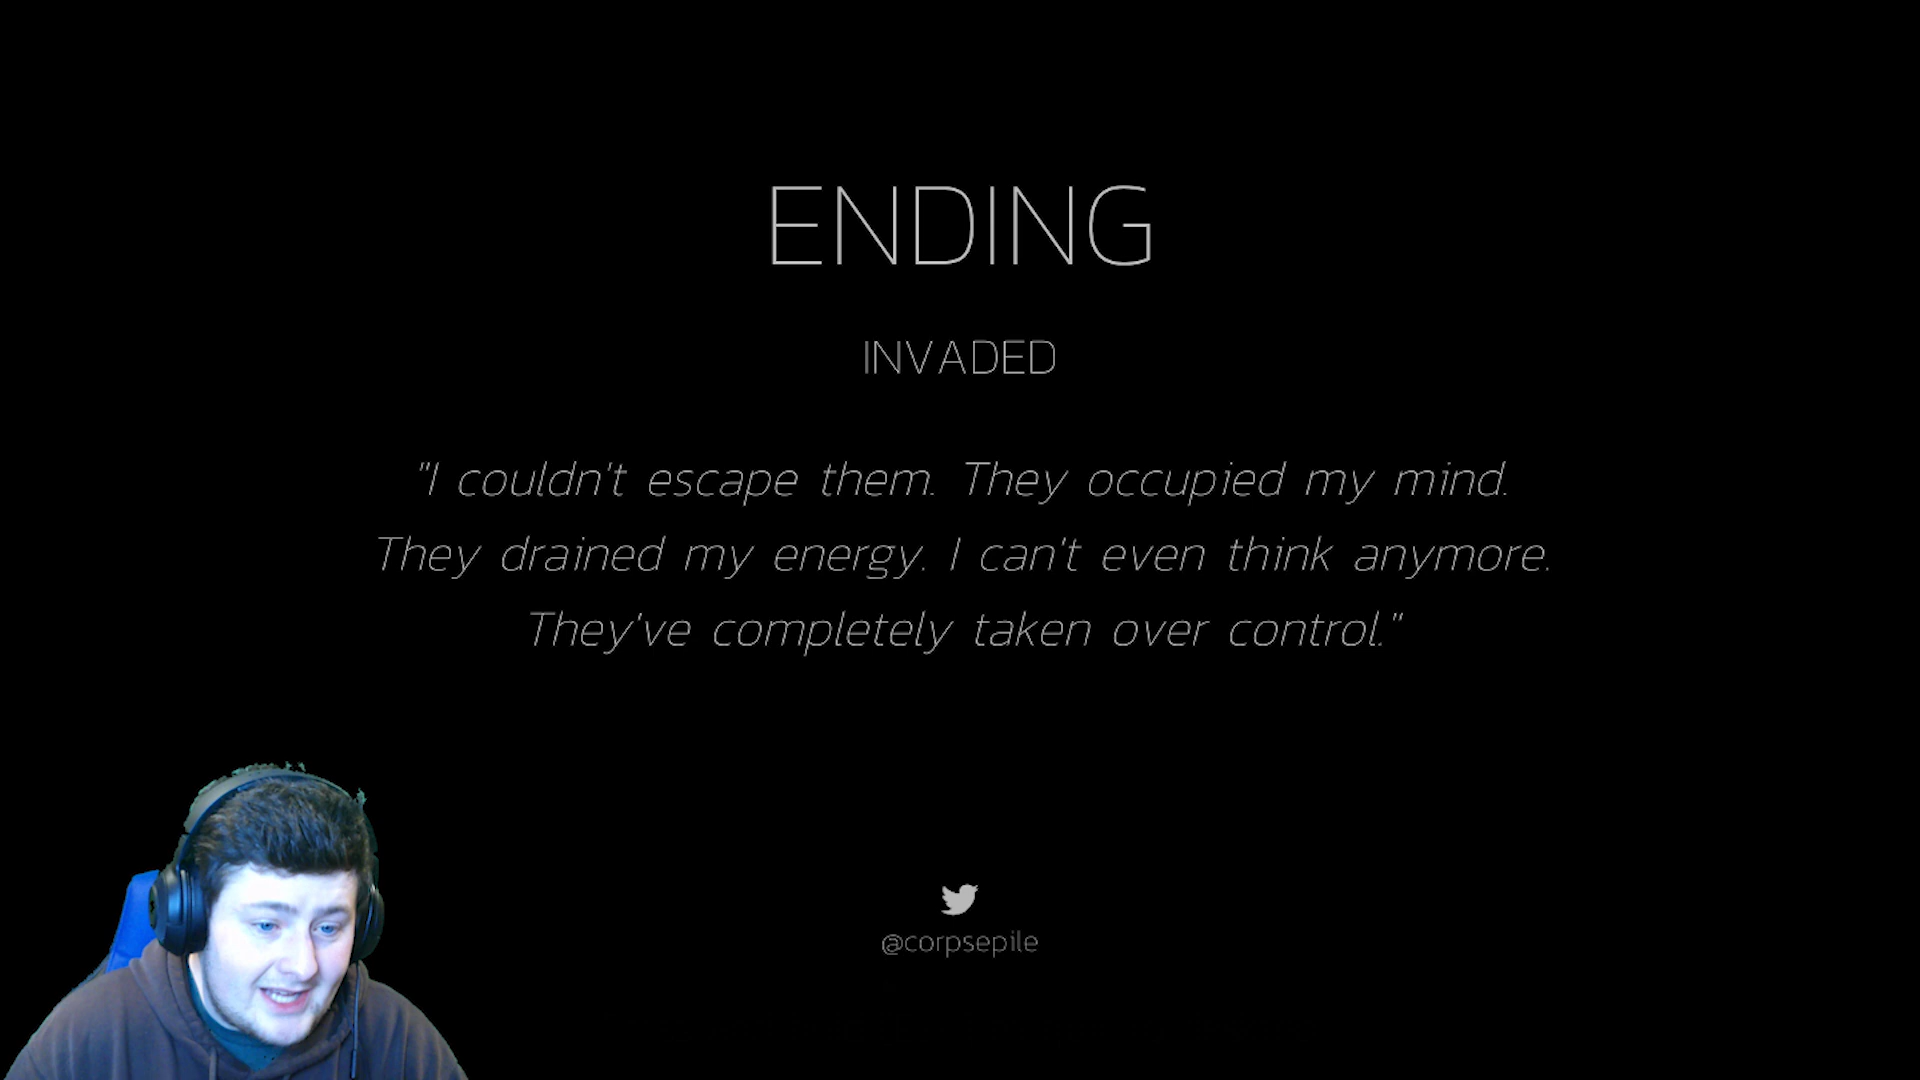 ENDING
INVADED
"I couldn't escape them. They occupied my mind.
They drained my energy. I can't even think anymore.
They've completely taken over control."
@corpsepile